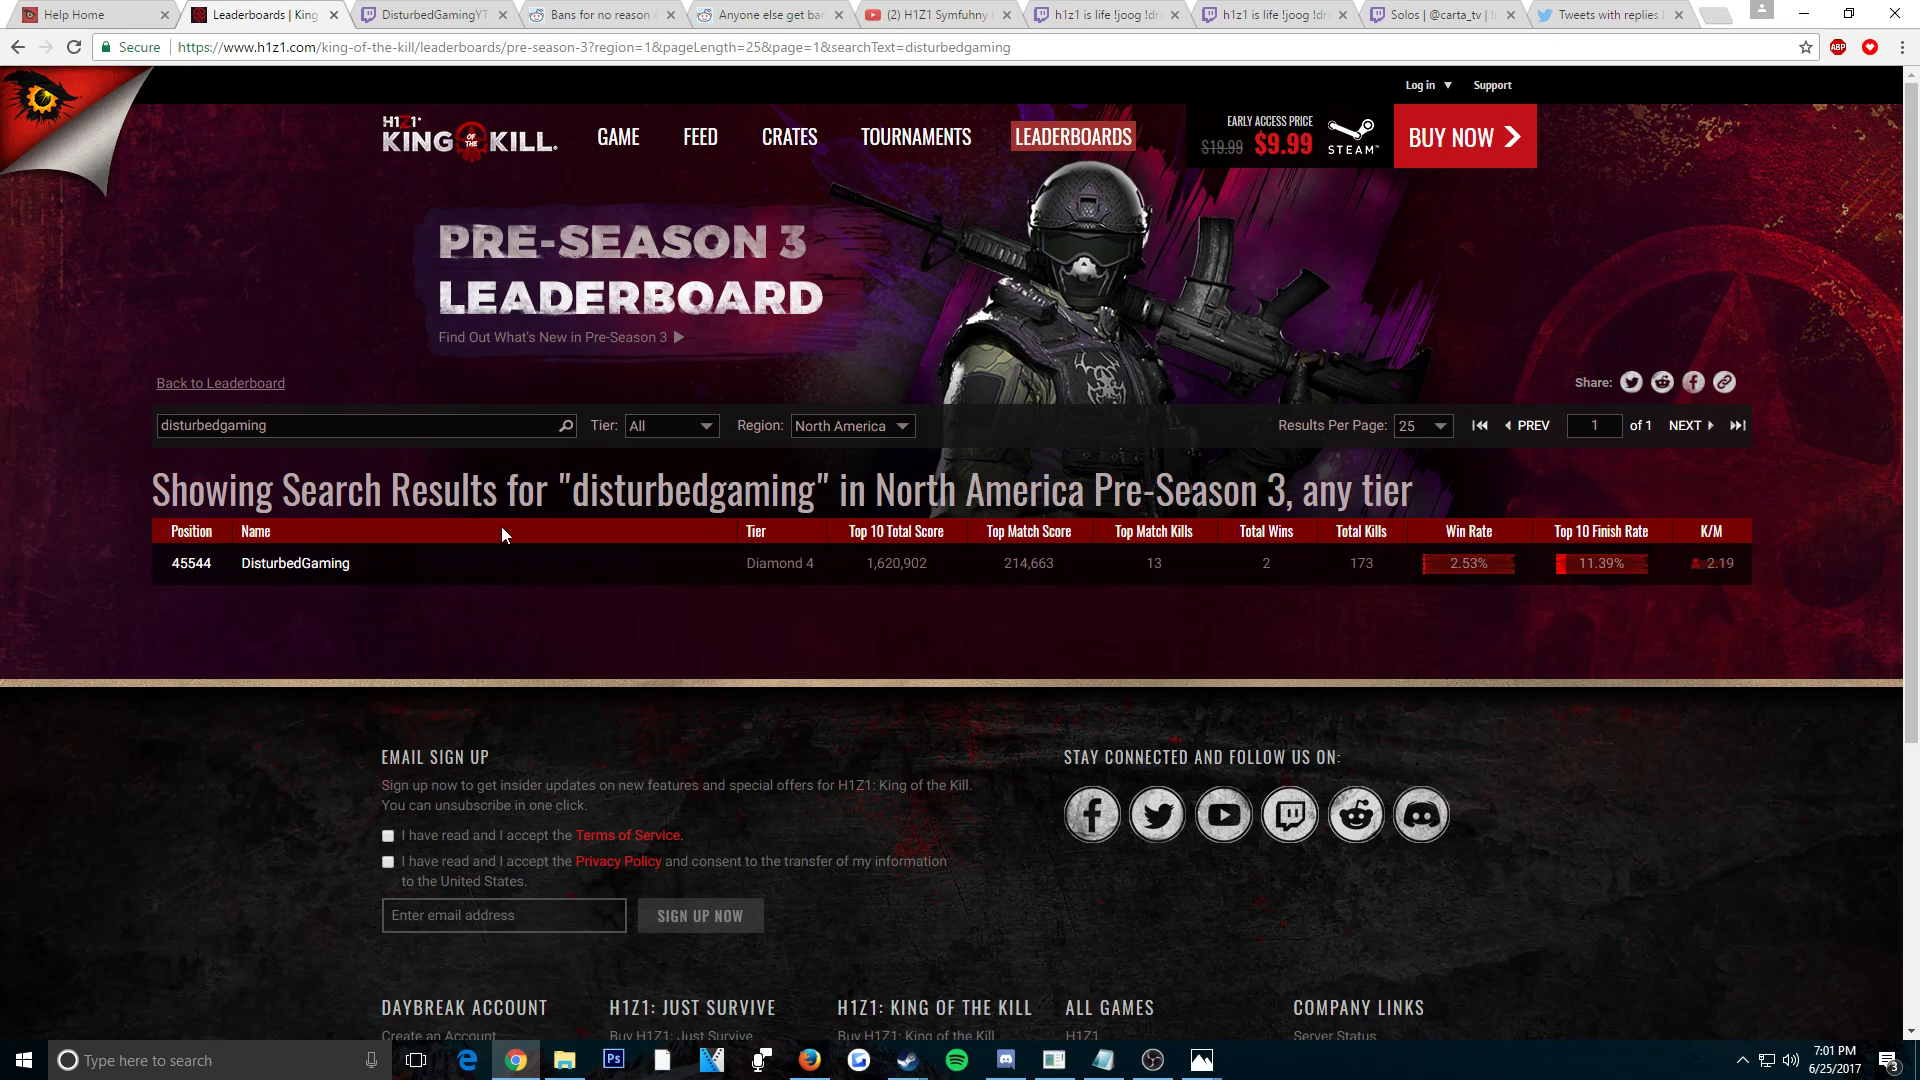 Help Home
Leaderboards | King
DisturbedGamingYT
Bans for no reason
Anyone else get ban
(2) H1Z1 Symfuhny
h1z1 is life !joog !dre
h1z1 is life !joog !dre
Solos | @carta_tv |
Tweets with replies
Secure
https://www.h1z1.com/king-of-the-kill/leaderboards/pre-season-3?region=1&pageLength=25&page=1&searchText=disturbedgaming
ABP
Log in
Support
H1Z1
KING OF THE KILL
GAME
FEED
CRATES
TOURNAMENTS
LEADERBOARDS
EARLY ACCESS PRICE
$19.99 $9.99
STEAM
BUY NOW
PRE-SEASON 3
LEADERBOARD
Find Out What's New in Pre-Season 3
Back to Leaderboard
Share:
disturbedgaming
Tier: All
Region: North America
Results Per Page: 25
PREV 1 of 1 NEXT
Showing Search Results for "disturbedgaming" in North America Pre-Season 3, any tier
Position Name Tier Top 10 Total Score Top Match Score Top Match Kills Total Wins Total Kills Win Rate Top 10 Finish Rate K/M
45544 DisturbedGaming Diamond 4 1,620,902 214,663 13 2 173 2.53% 11.39% 2.19
EMAIL SIGN UP
Sign up now to get insider updates on new features and special offers for H1Z1: King of the Kill.
You can unsubscribe in one click.
I have read and I accept the Terms of Service.
I have read and I accept the Privacy Policy and consent to the transfer of my information
to the United States.
Enter email address
SIGN UP NOW
STAY CONNECTED AND FOLLOW US ON:
DAYBREAK ACCOUNT
H1Z1: JUST SURVIVE
H1Z1: KING OF THE KILL
ALL GAMES
COMPANY LINKS
Create an Account
Buy H1Z1: Just Survive
Buy H1Z1: King of the Kill
H1Z1
Server Status
Type here to search
Ps
7:01 PM
6/25/2017
3